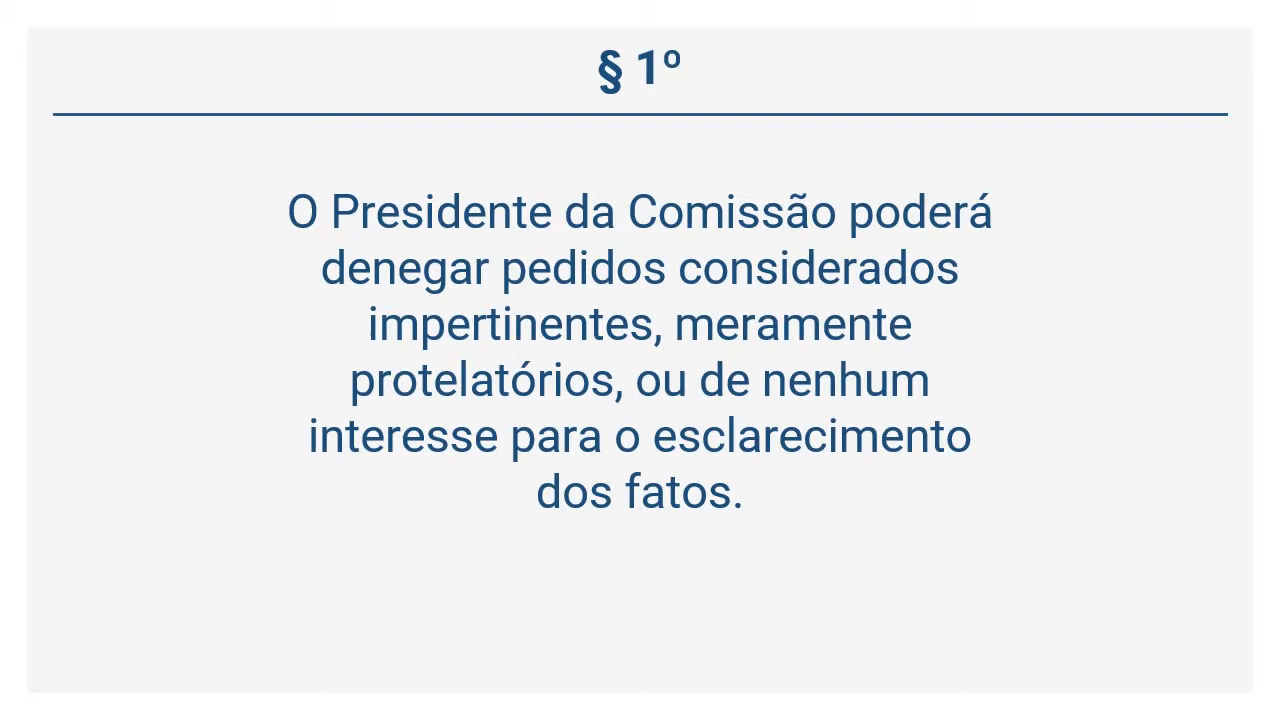 § 1º
O Presidente da Comissão poderá
denegar pedidos considerados
impertinentes, meramente
protelatórios, ou de nenhum
interesse para o esclarecimento
dos fatos.